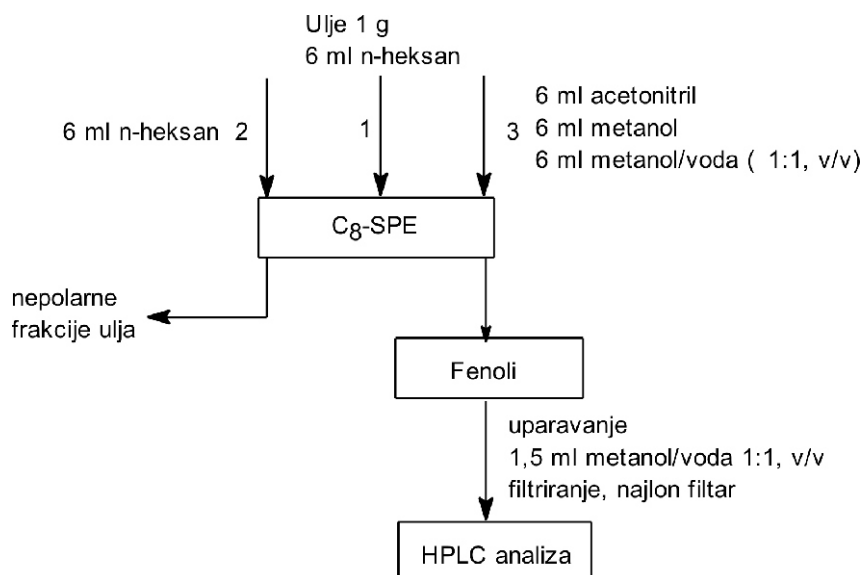 Ulje 1 g
6 ml n-heksan
6 ml n-heksan 2
1
3
6 ml acetonitril
6 ml metanol
6 ml metanol/voda ( 1:1, v/v)
C8-SPE
nepolarne
frakcije ulja
Fenoli
uparavanje
1,5 ml metanol/voda 1:1, v/v
filtriranje, najlon filtar
HPLC analiza